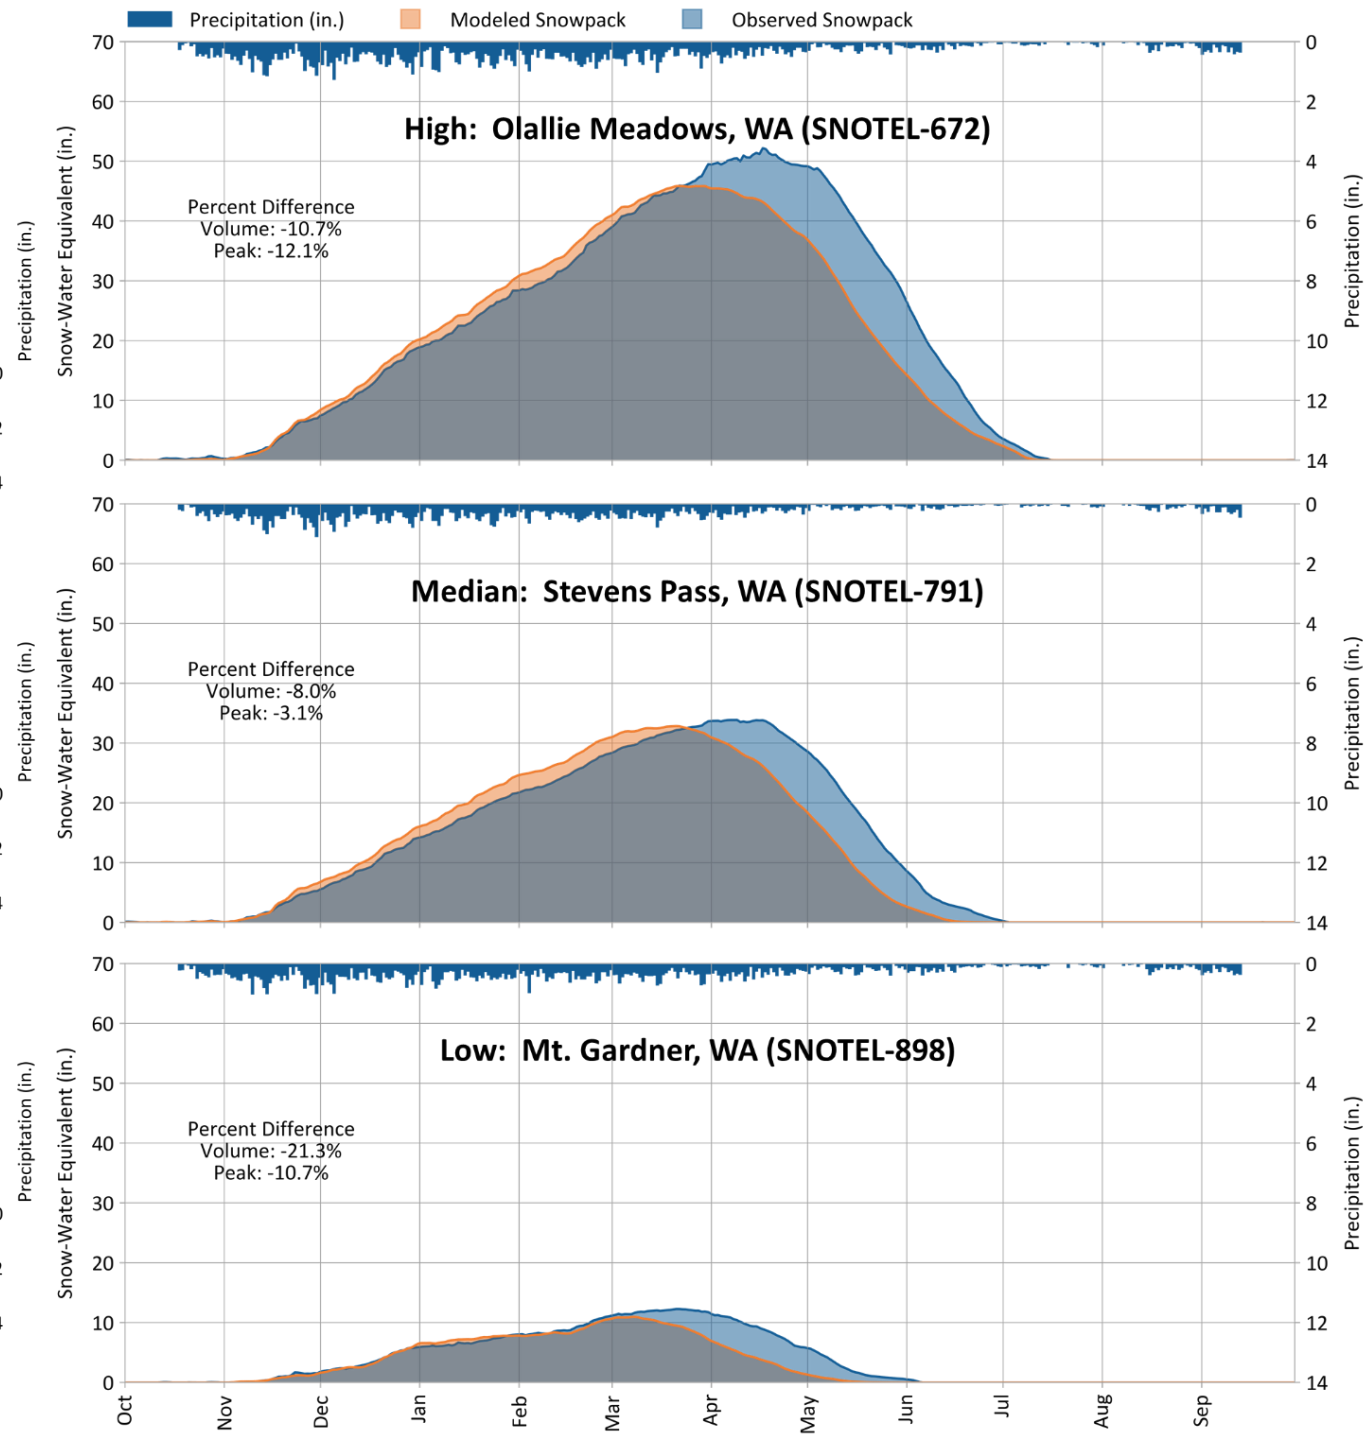 Precipitation (in.) Modeled Snowpack Observed Snowpack
High: Olallie Meadows, WA (SNOTEL-672)
Percent Difference
Volume: -10.7%
Peak: -12.1%
Precipitation (in.)
Snow-Water Equivalent (in.)
70
60
50
40
30
20
10
0
0
2
4
6
8
10
12
14
Precipitation (in.)
Median: Stevens Pass, WA (SNOTEL-791)
Percent Difference
Volume: -8.0%
Peak: -3.1%
Precipitation (in.)
Snow-Water Equivalent (in.)
70
60
50
40
30
20
10
0
0
2
4
6
8
10
12
14
Precipitation (in.)
Low: Mt. Gardner, WA (SNOTEL-898)
Percent Difference
Volume: -21.3%
Peak: -10.7%
Precipitation (in.)
Snow-Water Equivalent (in.)
70
60
50
40
30
20
10
0
0
2
4
6
8
10
12
14
Precipitation (in.)
Oct Nov Dec Jan Feb Mar Apr May Jun Jul Aug Sep